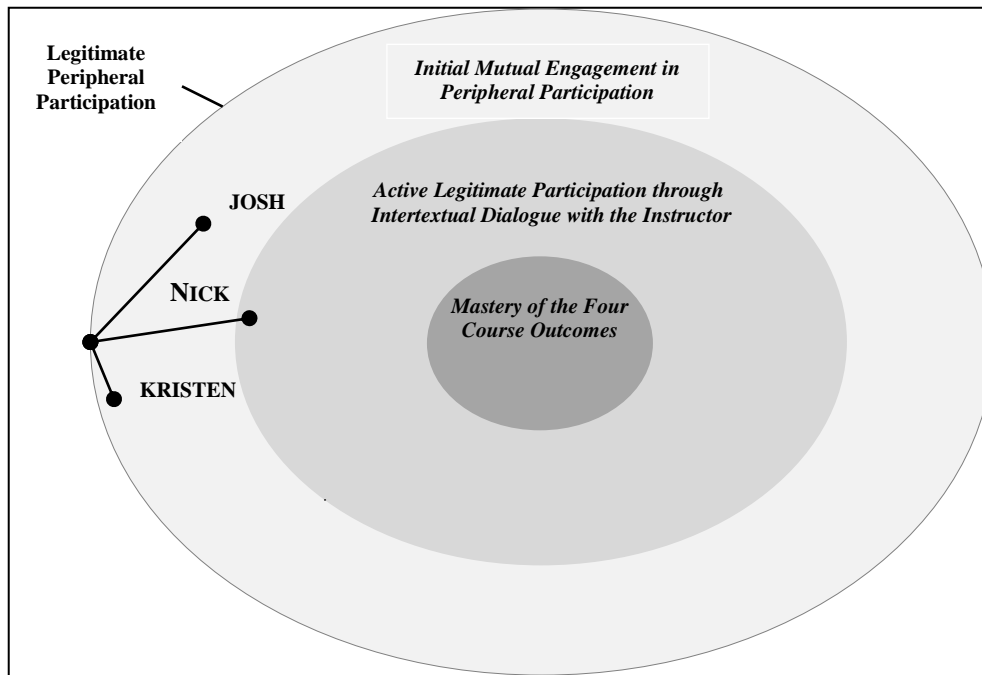 Legitimate
Peripheral
Participation
Initial Mutual Engagement in
Peripheral Participation
Active Legitimate Participation through
Intertextual Dialogue with the Instructor
JOSH
NICK
Mastery of the Four
Course Outcomes
KRISTEN